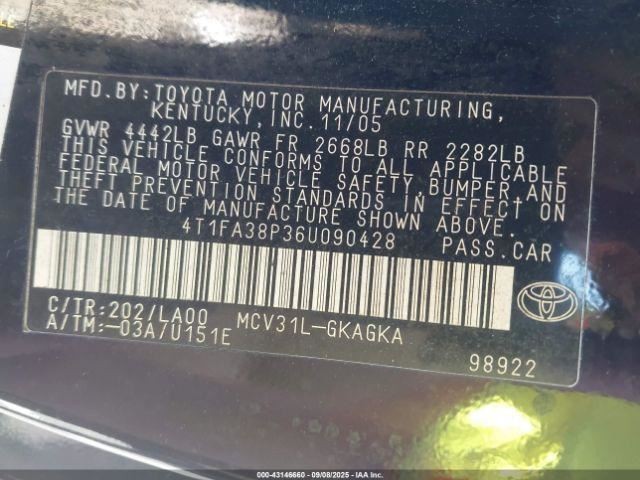 MFD. BY: TOYOTA MOTOR MANUFACTURING,
KENTUCKY, INC. 11/05
GVWR 4442LB GAWR FR 2668LB RR 2282LB
THIS VEHICLE CONFORMS TO ALL APPLICABLE
FEDERAL MOTOR VEHICLE SAFETY, BUMPER, AND
THEFT PREVENTION STANDARDS IN EFFECT ON
THE DATE OF MANUFACTURE SHOWN ABOVE.
4T1FA38P36U090428 PASS. CAR
C/TR: 202/LA00 MCV31L-GKAGKA
A/TM: -03A/U151E
98922
000-43146660 - 09/08/2025 - IAA Inc.